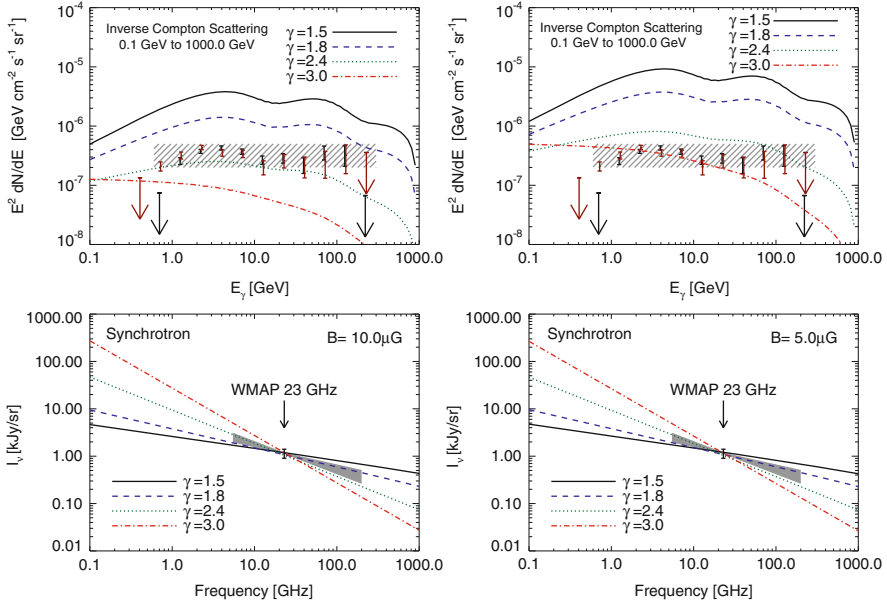 Inverse Compton Scattering
0.1 GeV to 1000.0 GeV
γ=1.5
γ=1.8
γ=2.4
γ=3.0
10⁻⁴
10⁻⁵
10⁻⁶
10⁻⁷
10⁻⁸
E² dN/dE [GeV cm⁻² s⁻¹ sr⁻¹]
0.1 1.0 10.0 100.0 1000.0
E_γ [GeV]
Inverse Compton Scattering
0.1 GeV to 1000.0 GeV
γ=1.5
γ=1.8
γ=2.4
γ=3.0
10⁻⁴
10⁻⁵
10⁻⁶
10⁻⁷
10⁻⁸
E² dN/dE [GeV cm⁻² s⁻¹ sr⁻¹]
0.1 1.0 10.0 100.0 1000.0
E_γ [GeV]
Synchrotron B= 10.0μG
WMAP 23 GHz
1000.00
100.00
10.00
1.00
0.10
0.01
I_ν [kJy/sr]
γ=1.5
γ=1.8
γ=2.4
γ=3.0
0.1 1.0 10.0 100.0 1000.0
Frequency [GHz]
Synchrotron B= 5.0μG
WMAP 23 GHz
1000.00
100.00
10.00
1.00
0.10
0.01
I_ν [kJy/sr]
γ=1.5
γ=1.8
γ=2.4
γ=3.0
0.1 1.0 10.0 100.0 1000.0
Frequency [GHz]